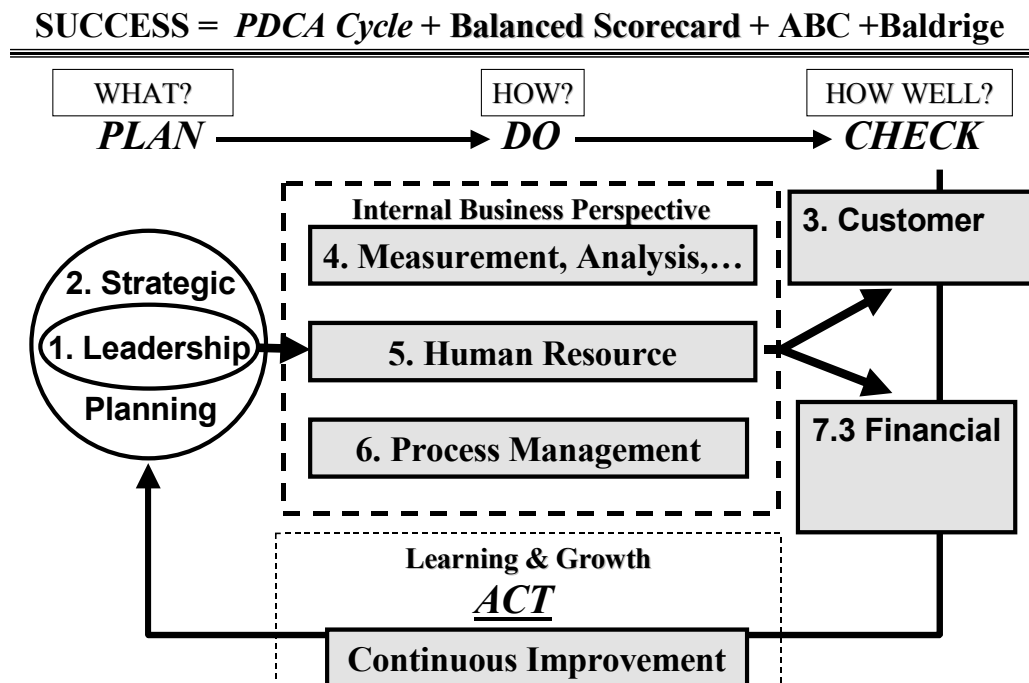 SUCCESS = PDCA Cycle + Balanced Scorecard + ABC +Baldrige
WHAT?
HOW?
HOW WELL?
PLAN
DO
CHECK
Internal Business Perspective
4. Measurement, Analysis,…
5. Human Resource
6. Process Management
2. Strategic
1. Leadership
Planning
3. Customer
7.3 Financial
Learning & Growth
ACT
Continuous Improvement